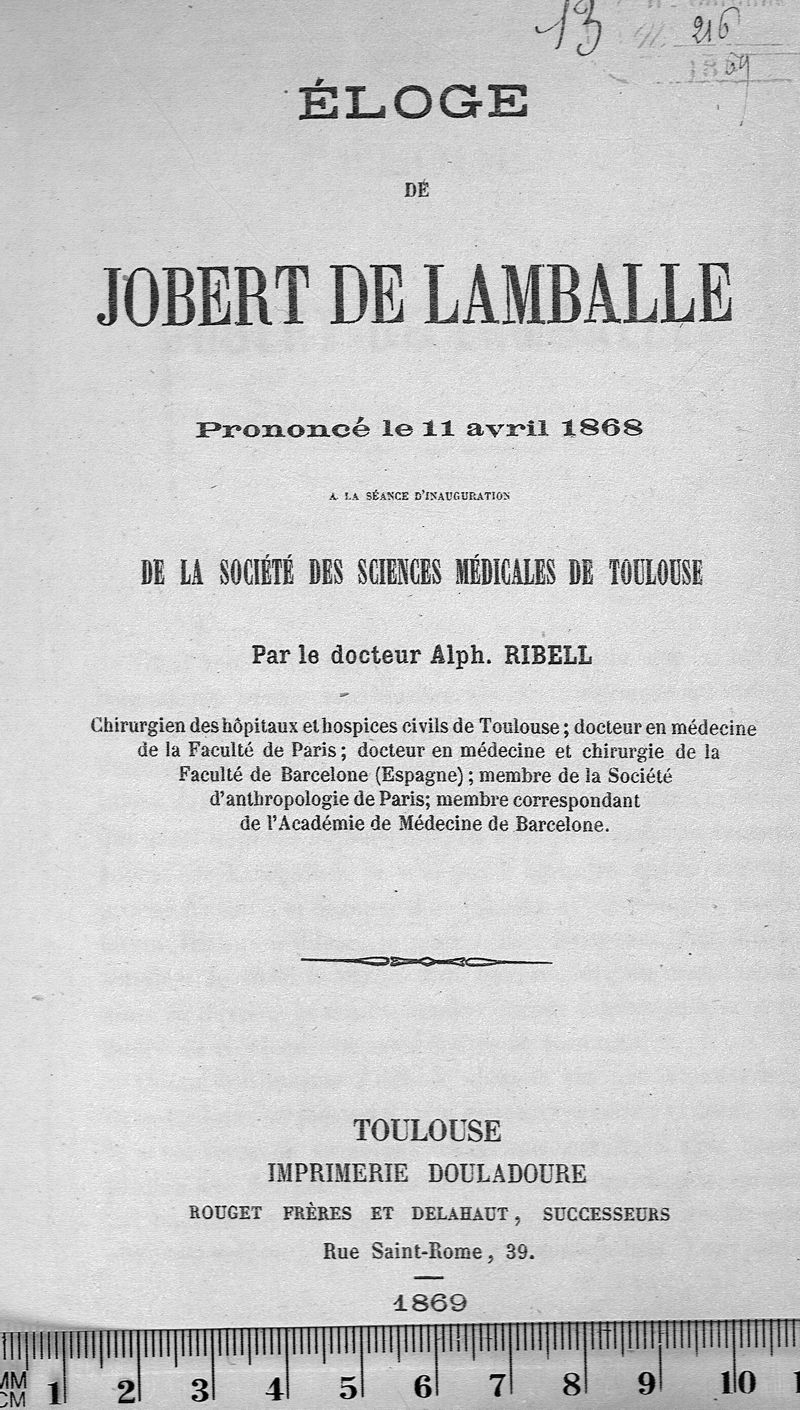 13
216
1869
ÉLOGE
DÉ
JOBERT DE LAMBALLE
Prononcé le 11 avril 1868
A LA SÉANCE D'INAUGURATION
DE LA SOCIÉTÉ DES SCIENCES MÉDICALES DE TOULOUSE
Par le docteur Alph. RIBELL
Chirurgien des hôpitaux et hospices civils de Toulouse ; docteur en médecine
de la Faculté de Paris ; docteur en médecine et chirurgie de la
Faculté de Barcelone (Espagne) ; membre de la Société
d'anthropologie de Paris; membre correspondant
de l'Académie de Médecine de Barcelone.
TOULOUSE
IMPRIMERIE DOULADOURE
ROUGET FRÈRES ET DELAHAUT, SUCCESSEURS
Rue Saint-Rome, 39.
1869
MM
CM 1 2 3 4 5 6 7 8 9 10